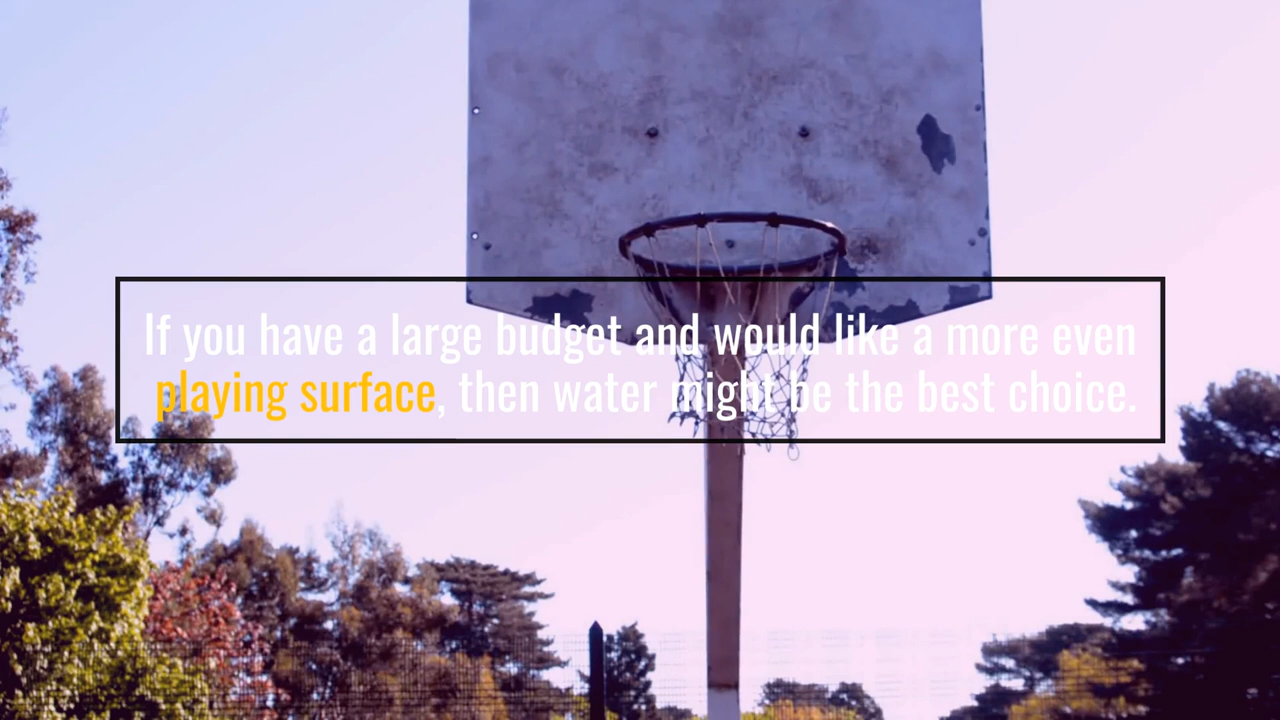 If you have a large budget and would like a more even
playing surface, then water might be the best choice.